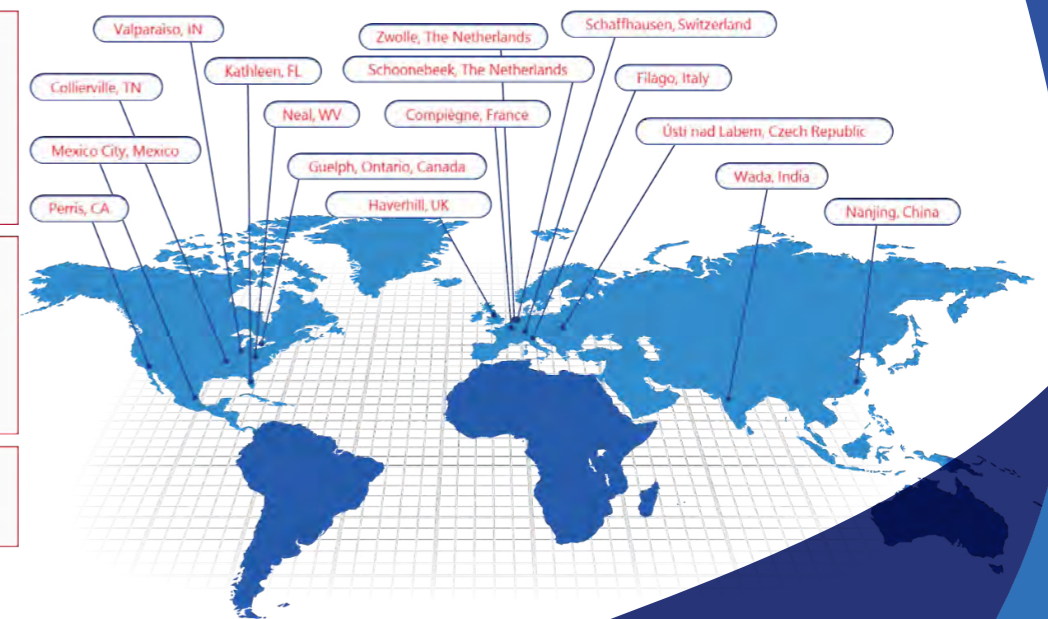 Valparaiso, IN
Zwolle, The Netherlands
Schaffhausen, Switzerland
Kathleen, FL
Schoonebeek, The Netherlands
Filago, Italy
Collierville, TN
Neal, WV
Compiègne, France
Ústí nad Labem, Czech Republic
Mexico City, Mexico
Guelph, Ontario, Canada
Wada, India
Perris, CA
Haverhill, UK
Nanjing, China